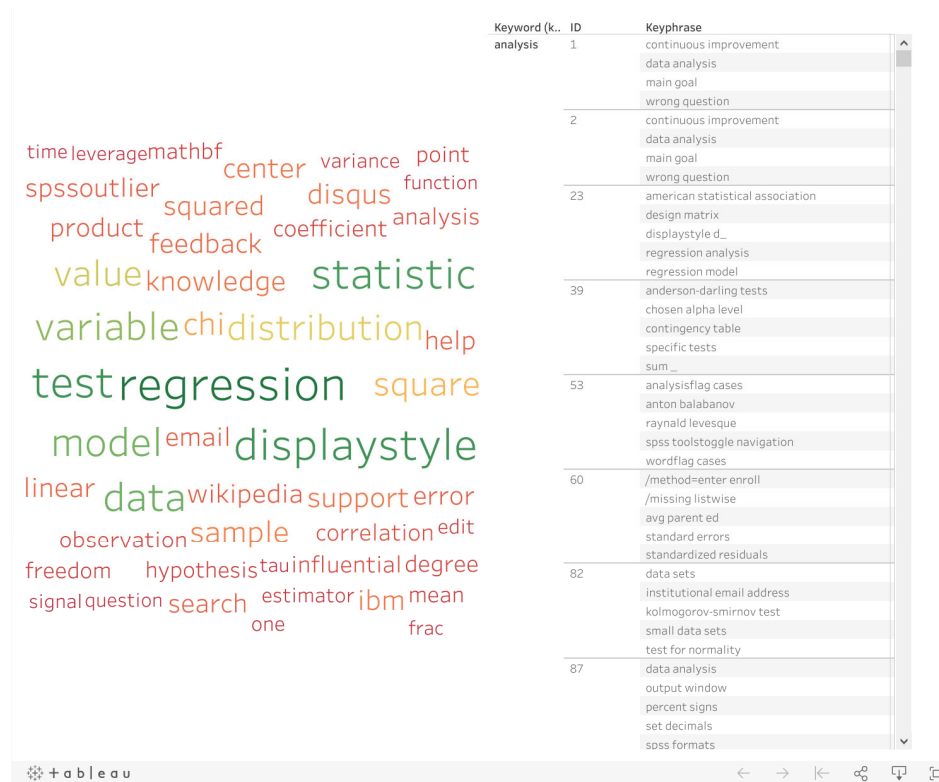 time leverage mathbf center variance point
spss outlier squared disqus function
product feedback coefficient analysis
value knowledge statistic
variable chi distribution help
test regression square
model email displaystyle
linear data wikipedia support error
observation sample correlation edit
freedom hypothesis tau influential degree
signal question search estimator ibm mean
one frac
Keyword (k.. ID Keyphrase
analysis 1 continuous improvement
data analysis
main goal
wrong question
2 continuous improvement
data analysis
main goal
wrong question
23 american statistical association
design matrix
displaystyle d_
regression analysis
regression model
39 anderson-darling tests
chosen alpha level
contingency table
specific tests
sum _
53 analysisflag cases
anton balabanov
raynald levesque
spss toolstoggle navigation
wordflag cases
60 /method=enter enroll
/missing listwise
avg parent ed
standard errors
standardized residuals
82 data sets
institutional email address
kolmogorov-smirnov test
small data sets
test for normality
87 data analysis
output window
percent signs
set decimals
spss formats
+ a b | e a u